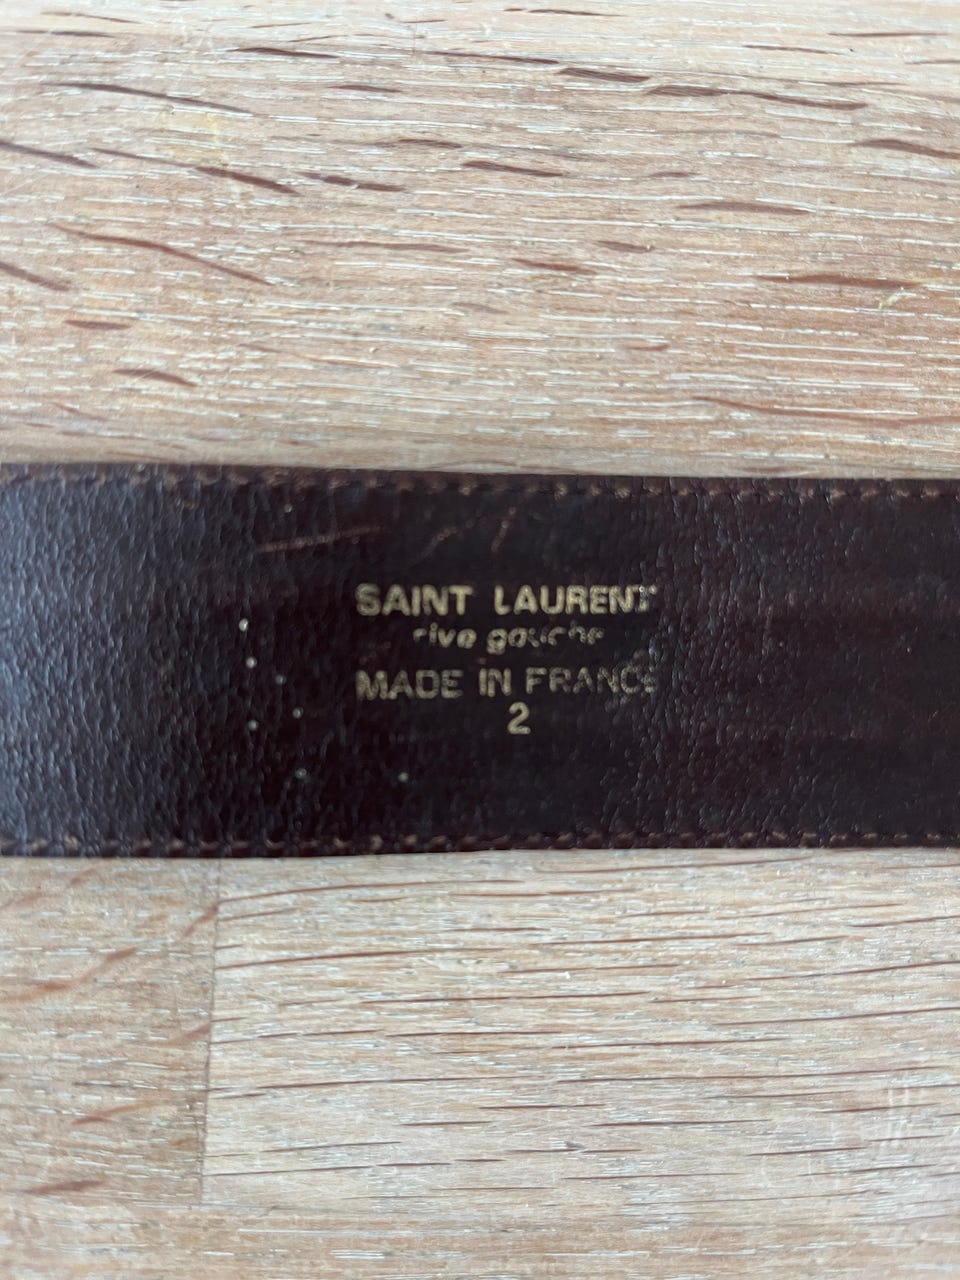 SAINT LAURENT
rive gauche
MADE IN FRANCE
2